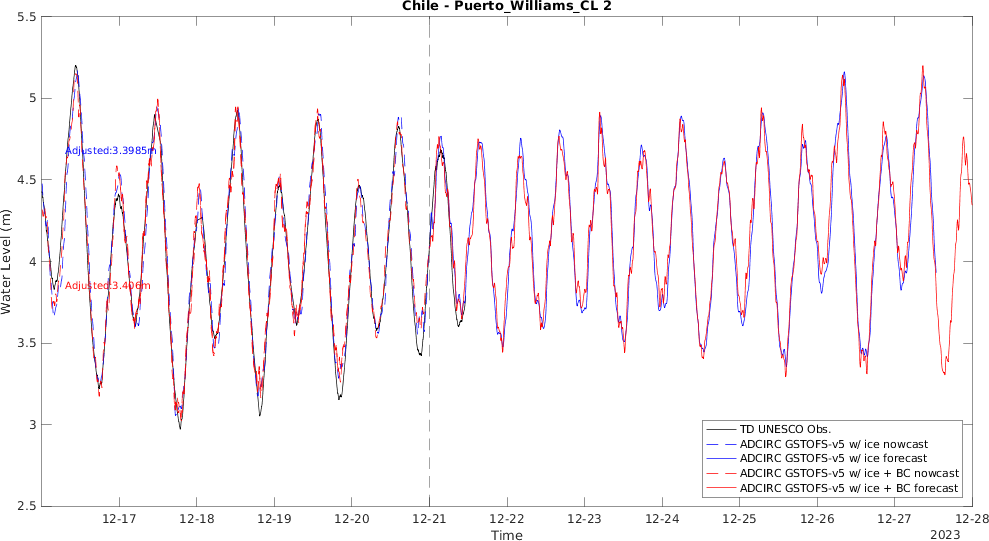 Chile - Puerto_Williams_CL 2
5.5
5
4.5
4
3.5
3
2.5
Water Level (m)
Adjusted:3.3985m
Adjusted:3.406m
TD UNESCO Obs.
ADCIRC GSTOFS-v5 w/ ice nowcast
ADCIRC GSTOFS-v5 w/ ice forecast
ADCIRC GSTOFS-v5 w/ ice + BC nowcast
ADCIRC GSTOFS-v5 w/ ice + BC forecast
12-17 12-18 12-19 12-20 12-21 12-22 12-23 12-24 12-25 12-26 12-27 12-28
Time
2023